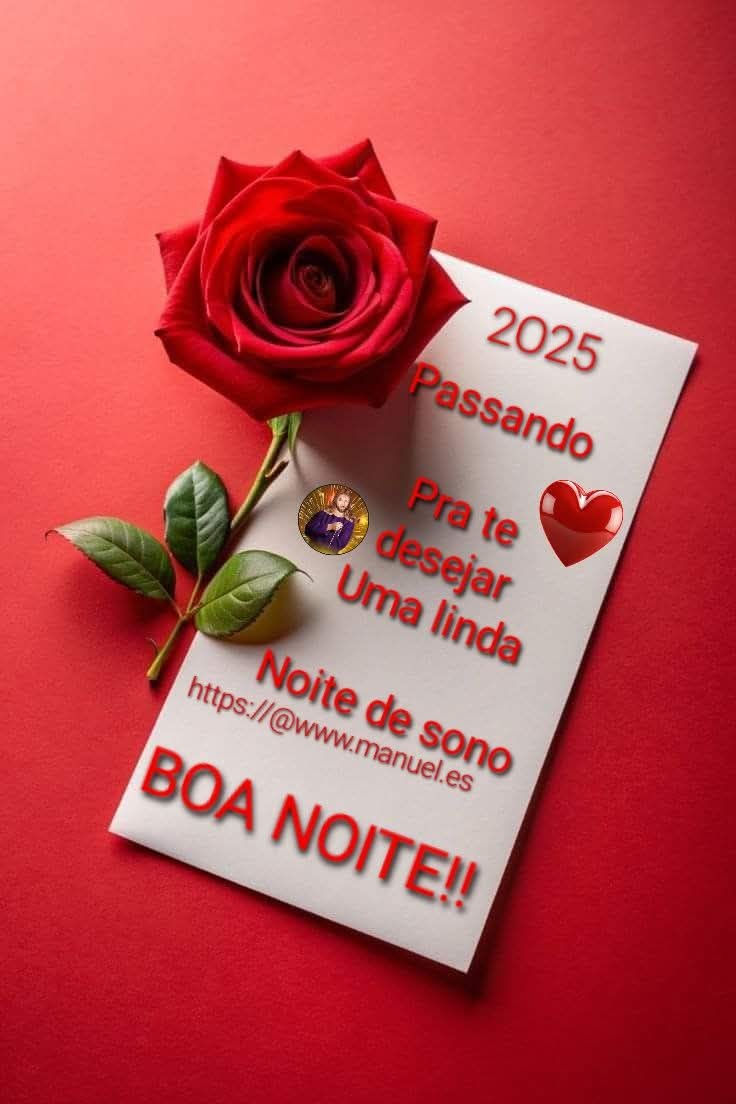 2025
Passando
Pra te
desejar
Uma linda
Noite de sono
https://@www.manuel.es
BOA NOITE!!